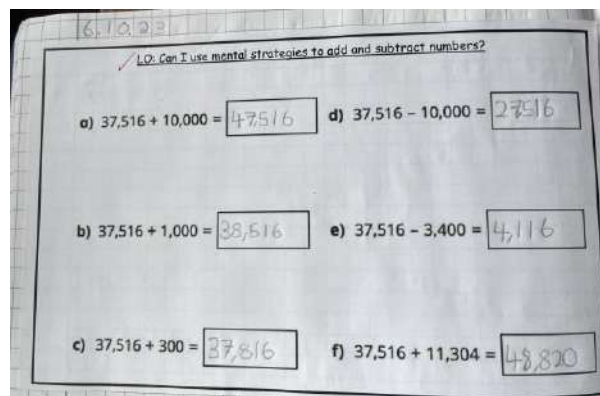 6.10.23
LO: Can I use mental strategies to add and subtract numbers?
a) 37,516 + 10,000 = 47,516
d) 37,516 – 10,000 = 27,516
b) 37,516 + 1,000 = 38,516
e) 37,516 – 3,400 = 4,116
c) 37,516 + 300 = 37,816
f) 37,516 + 11,304 = 48,820